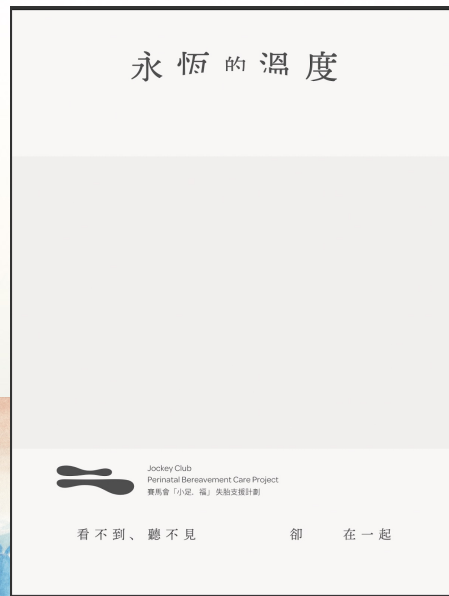 永恆的溫度
Jockey Club
Perinatal Bereavement Care Project
賽馬會「小足．福」失胎支援計劃
看不到、聽不見 卻 在一起